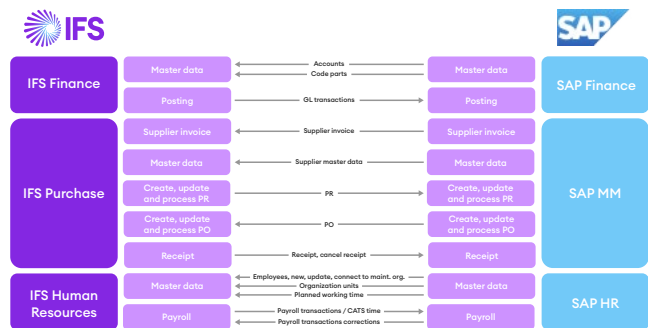 IFS
SAP
IFS Finance
Master data
Accounts
Code parts
Master data
SAP Finance
Posting
GL transactions
Posting
IFS Purchase
Supplier invoice
Supplier invoice
Supplier invoice
SAP MM
Master data
Supplier master data
Master data
Create, update
and process PR
PR
Create, update
and process PR
Create, update
and process PO
PO
Create, update
and process PO
Receipt
Receipt, cancel receipt
Receipt
IFS Human
Resources
Master data
Employees, new, update, connect to maint. org.
Organization units
Planned working time
Master data
SAP HR
Payroll
Payroll transactions / CATS time
Payroll transactions corrections
Payroll